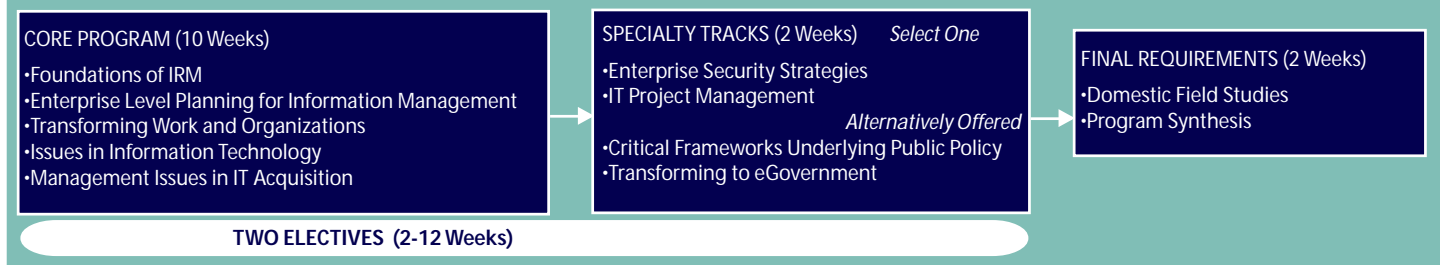 CORE PROGRAM (10 Weeks)
•Foundations of IRM
•Enterprise Level Planning for Information Management
•Transforming Work and Organizations
•Issues in Information Technology
•Management Issues in IT Acquisition
SPECIALTY TRACKS (2 Weeks) Select One
•Enterprise Security Strategies
•IT Project Management
Alternatively Offered
•Critical Frameworks Underlying Public Policy
•Transforming to eGovernment
FINAL REQUIREMENTS (2 Weeks)
•Domestic Field Studies
•Program Synthesis
TWO ELECTIVES (2-12 Weeks)